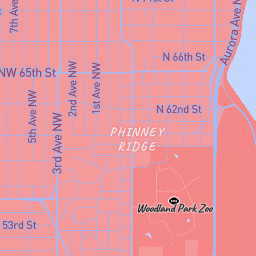 N 71st St
7th Ave NW
Aurora Ave N
N 66th St
NW 65th St
5th Ave NW
2nd Ave NW
1st Ave NW
3rd Ave NW
N 62nd St
PHINNEY
RIDGE
Woodland Park Zoo
53rd St